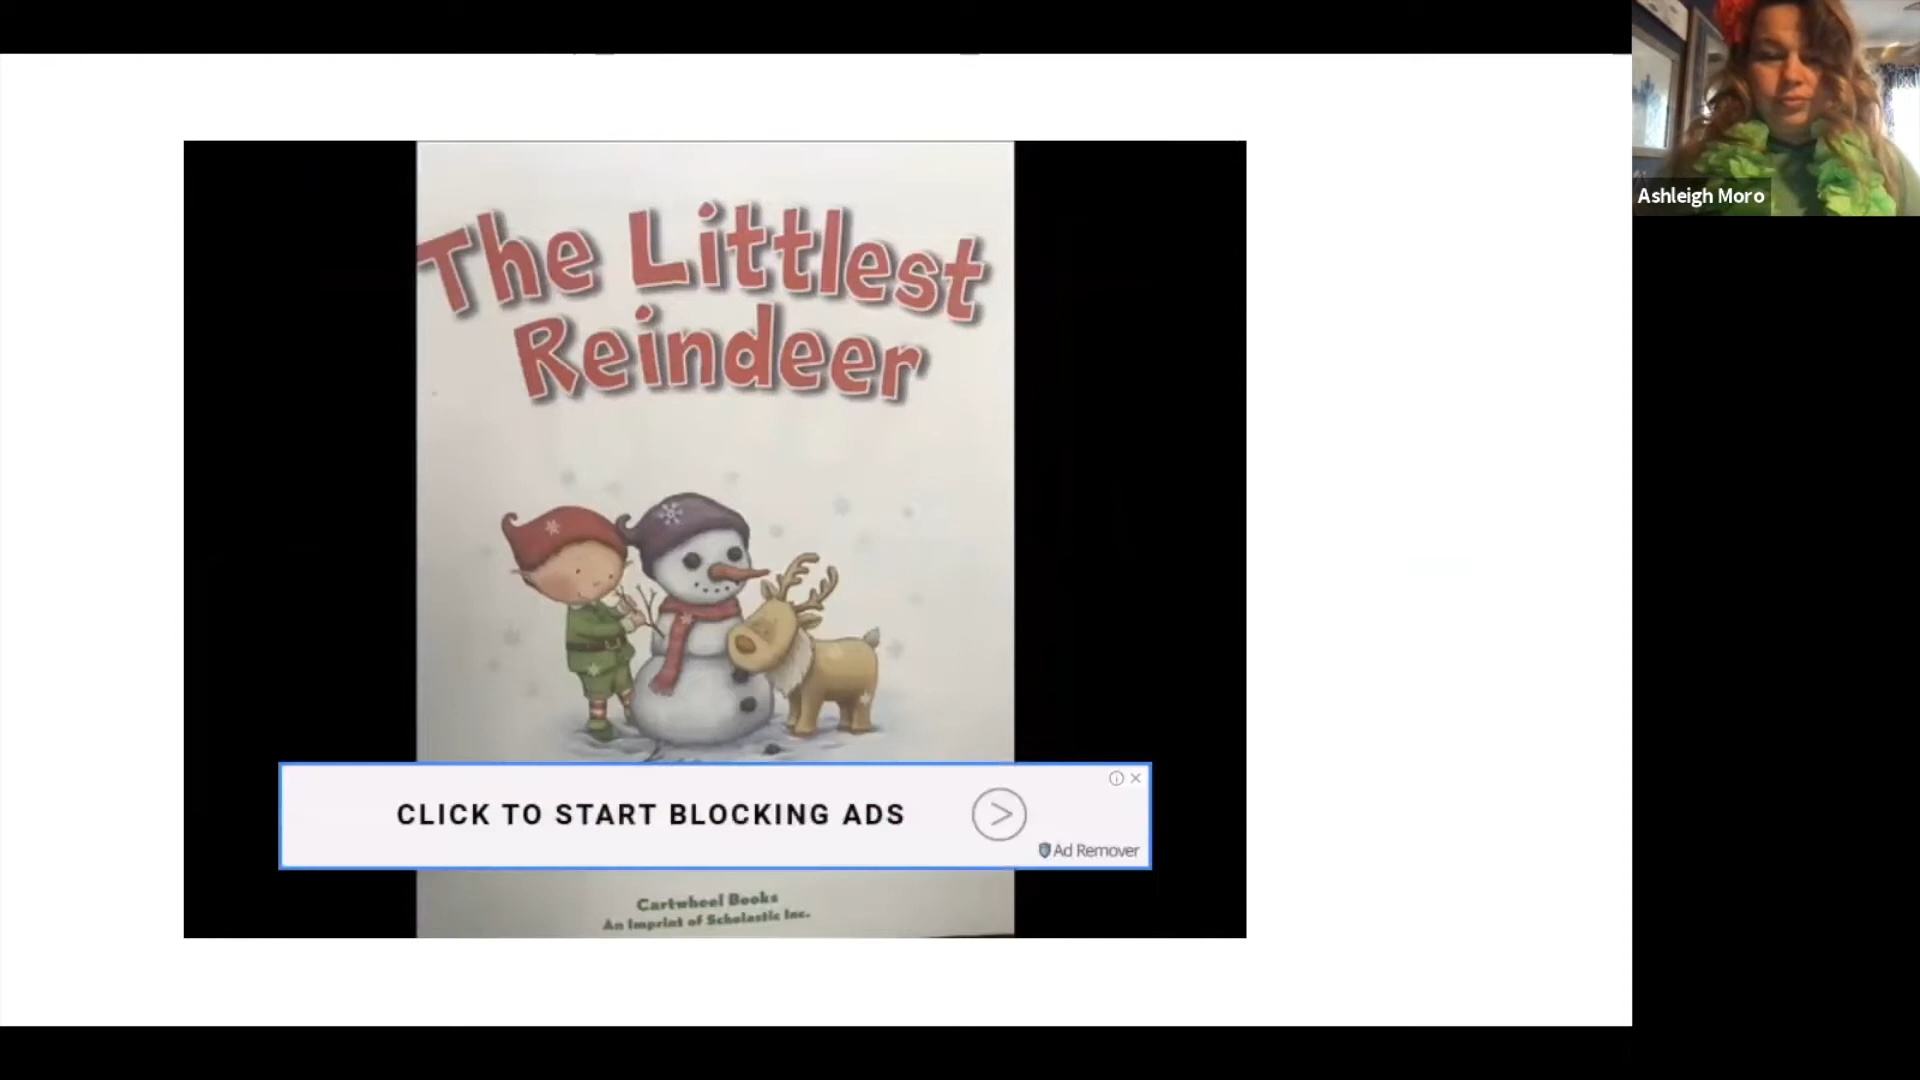 The Littlest
Reindeer
CLICK TO START BLOCKING ADS
Ad Remover
Cartwheel Books
An Imprint of Scholastic Inc.
Ashleigh Moro